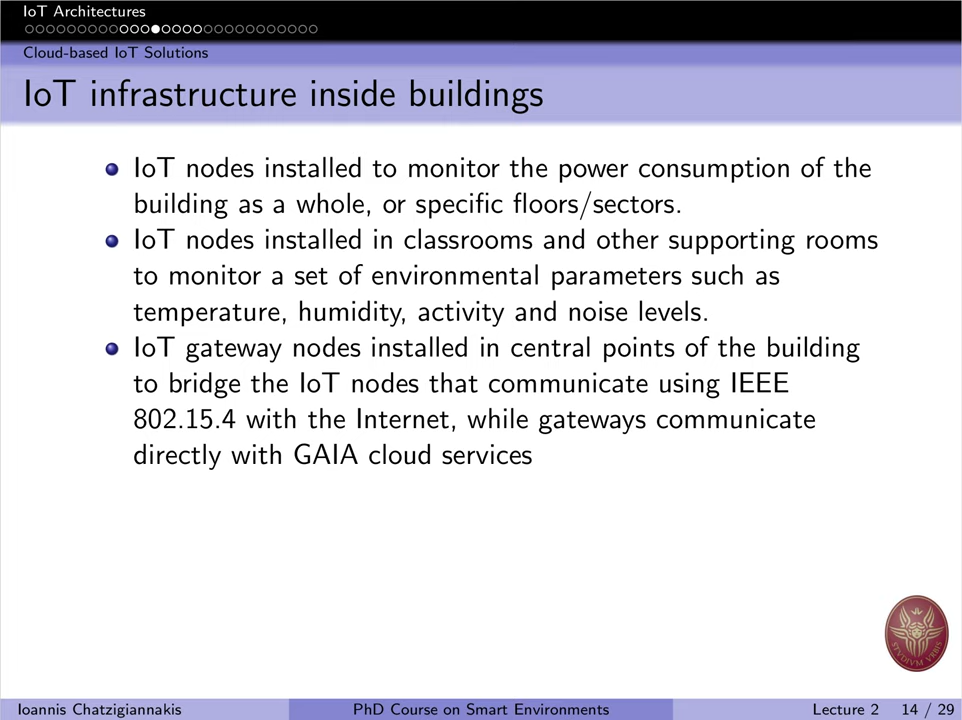 IoT Architectures
Cloud-based IoT Solutions
IoT infrastructure inside buildings
IoT nodes installed to monitor the power consumption of the
building as a whole, or specific floors/sectors.
IoT nodes installed in classrooms and other supporting rooms
to monitor a set of environmental parameters such as
temperature, humidity, activity and noise levels.
IoT gateway nodes installed in central points of the building
to bridge the IoT nodes that communicate using IEEE
802.15.4 with the Internet, while gateways communicate
directly with GAIA cloud services
STVDIVM VRBIS
Ioannis Chatzigiannakis PhD Course on Smart Environments Lecture 2 14 / 29